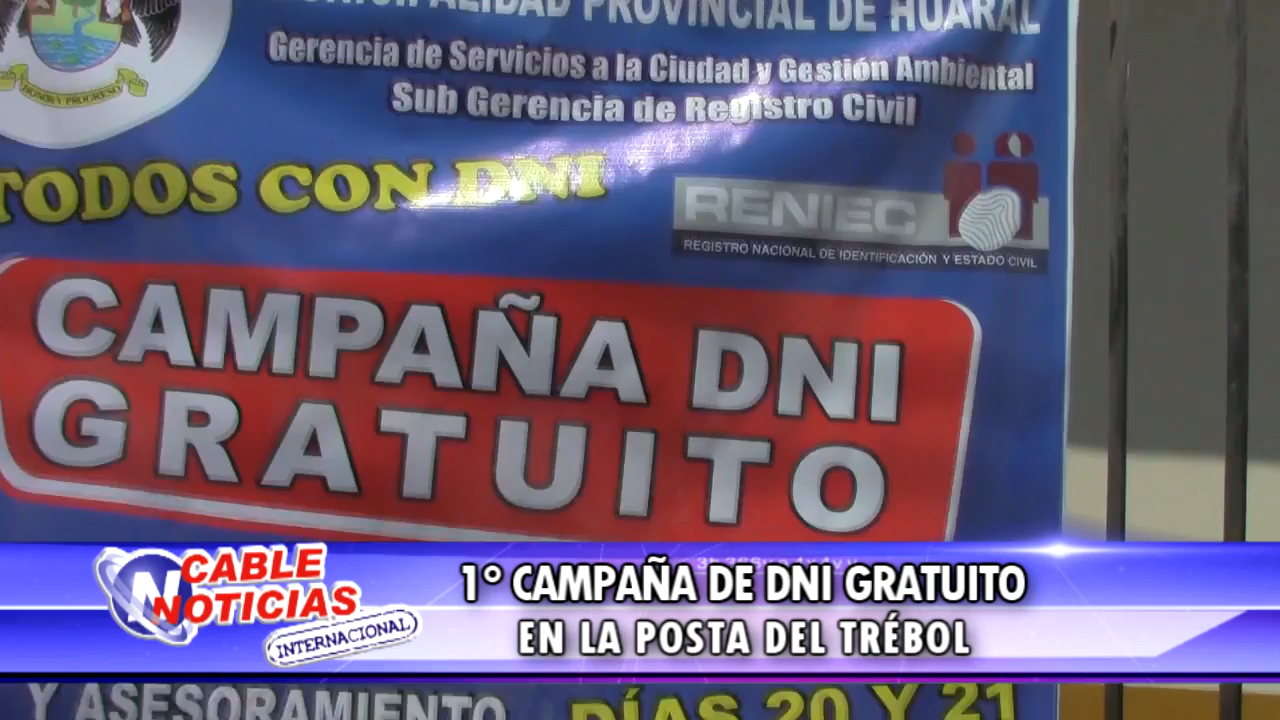 PROVINCIAL DE HUARAL
Gerencia de Servicios a la Ciudad y Gestión Ambiental
Sub Gerencia de Registro Civil
HONOR Y PROGRESO
TODOS CON DNI
RENIEC
REGISTRO NACIONAL DE IDENTIFICACIÓN Y ESTADO CIVIL
CAMPAÑA DNI
GRATUITO
CABLE
NOTICIAS
INTERNACIONAL
1° CAMPAÑA DE DNI GRATUITO
EN LA POSTA DEL TRÉBOL
Y ASESORAMIENTO
DÍAS 20 Y 21